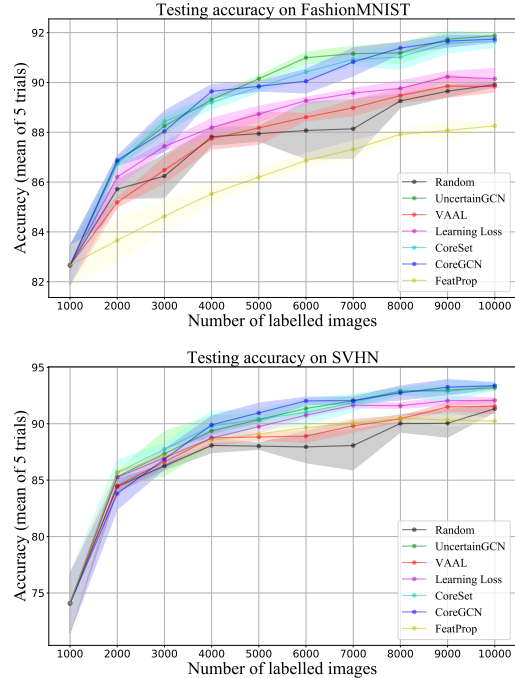 Testing accuracy on FashionMNIST
Accuracy (mean of 5 trials)
92
90
88
86
84
82
Random
UncertainGCN
VAAL
Learning Loss
CoreSet
CoreGCN
FeatProp
1000 2000 3000 4000 5000 6000 7000 8000 9000 10000
Number of labelled images
Testing accuracy on SVHN
Accuracy (mean of 5 trials)
95
90
85
80
75
Random
UncertainGCN
VAAL
Learning Loss
CoreSet
CoreGCN
FeatProp
1000 2000 3000 4000 5000 6000 7000 8000 9000 10000
Number of labelled images